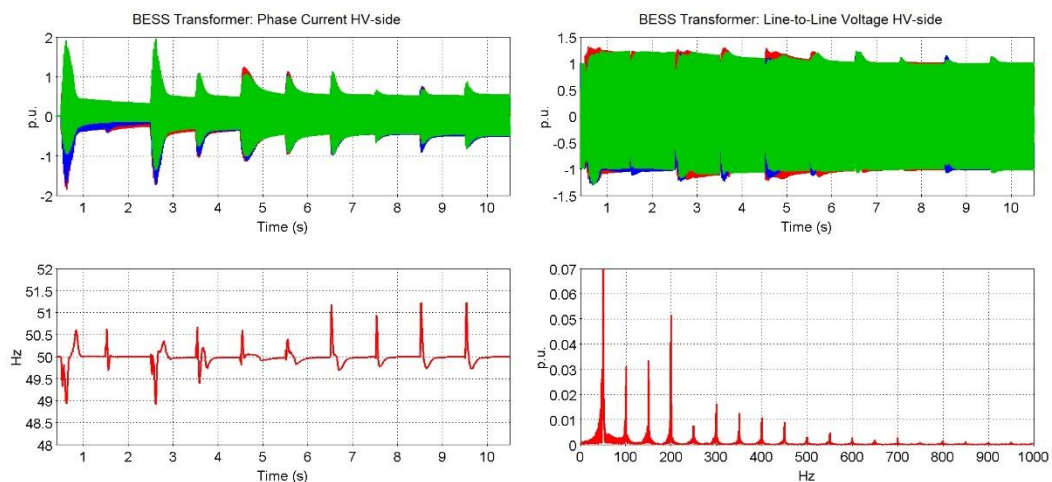 BESS Transformer: Phase Current HV-side
2
1
0
-1
-2
p.u.
1 2 3 4 5 6 7 8 9 10
Time (s)
BESS Transformer: Line-to-Line Voltage HV-side
1.5
1
0.5
0
-0.5
-1
-1.5
p.u.
1 2 3 4 5 6 7 8 9 10
Time (s)
52
51.5
51
50.5
50
49.5
49
48.5
48
Hz
1 2 3 4 5 6 7 8 9 10
Time (s)
0.07
0.06
0.05
0.04
0.03
0.02
0.01
0
p.u.
0 100 200 300 400 500 600 700 800 900 1000
Hz